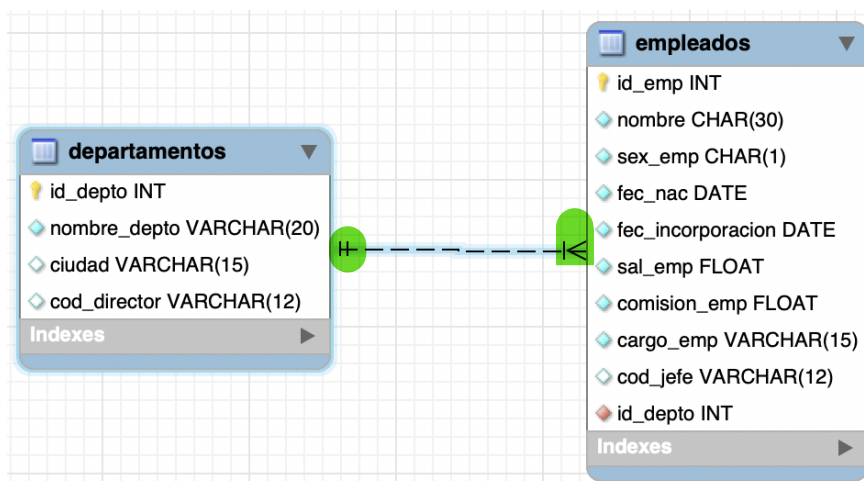 departamentos
id_depto INT
nombre_depto VARCHAR(20)
ciudad VARCHAR(15)
cod_director VARCHAR(12)
Indexes
empleados
id_emp INT
nombre CHAR(30)
sex_emp CHAR(1)
fec_nac DATE
fec_incorporacion DATE
sal_emp FLOAT
comision_emp FLOAT
cargo_emp VARCHAR(15)
cod_jefe VARCHAR(12)
id_depto INT
Indexes